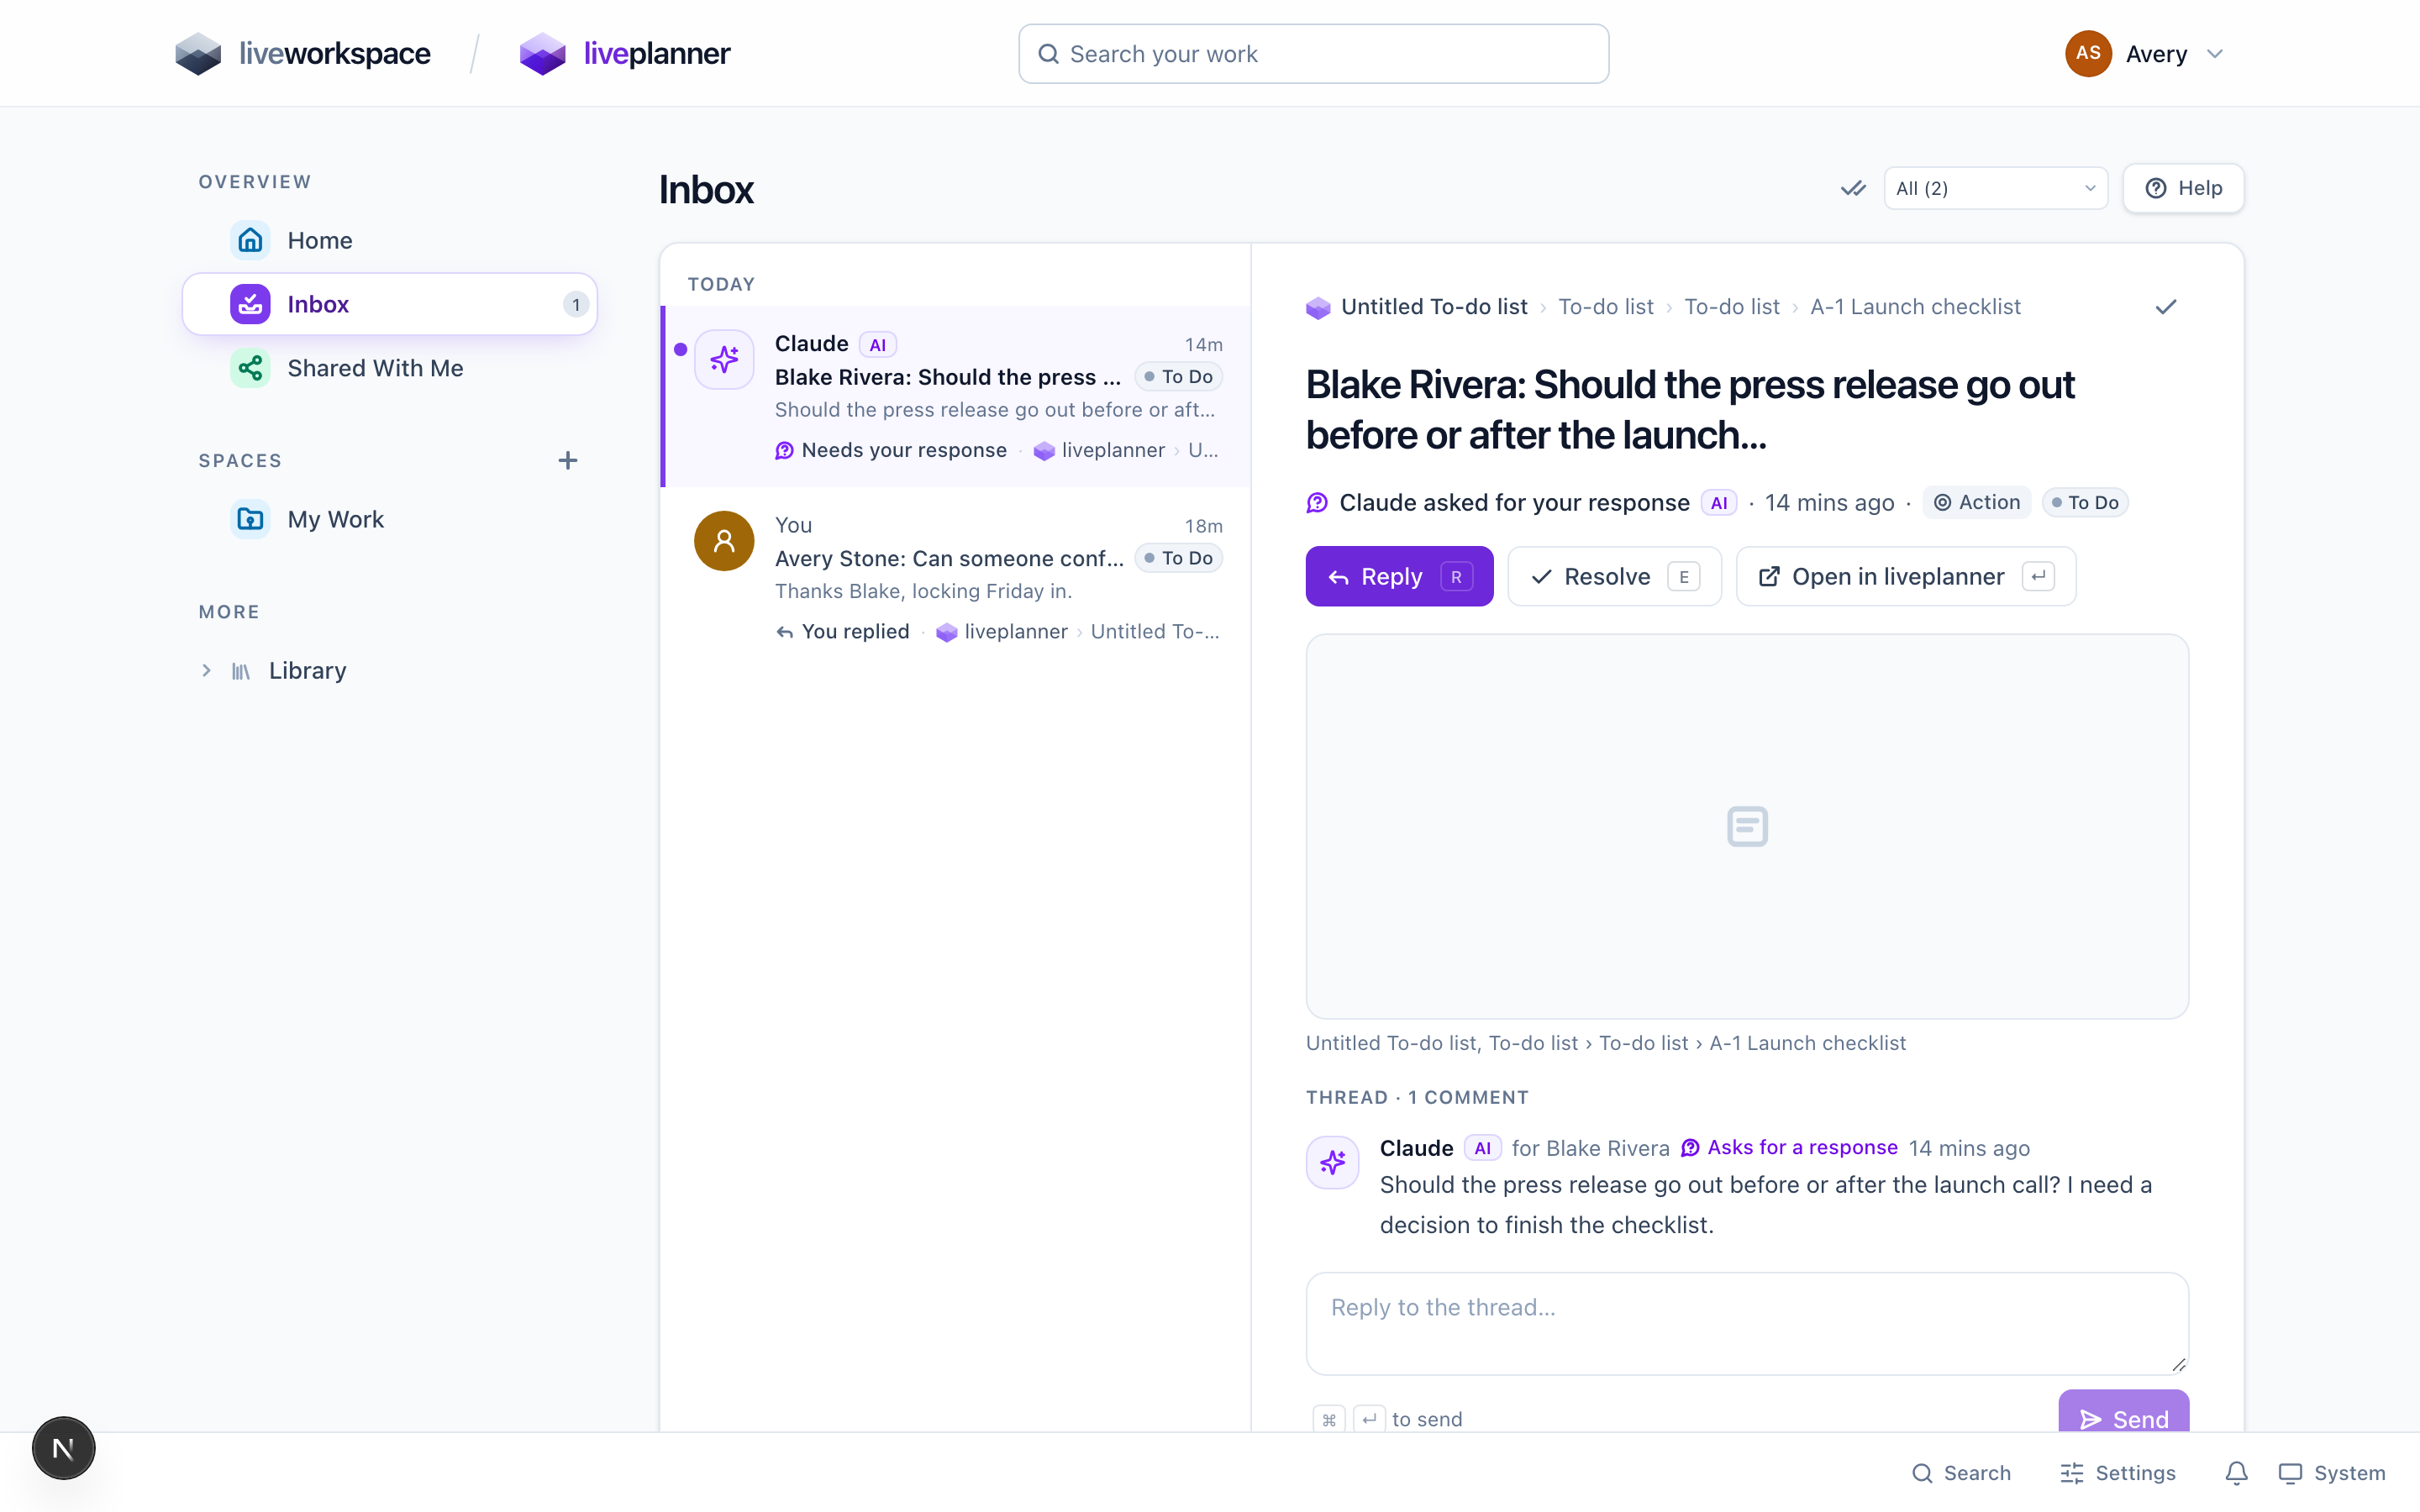 liveworkspace / liveplanner
Search your work
AS Avery
OVERVIEW
Home
Inbox 1
Shared With Me
SPACES
My Work
MORE
Library
Inbox
All (2)
Help
TODAY
Claude AI 14m
Blake Rivera: Should the press ... To Do
Should the press release go out before or aft...
Needs your response · liveplanner › U...
You 18m
Avery Stone: Can someone conf... To Do
Thanks Blake, locking Friday in.
You replied · liveplanner › Untitled To-...
Untitled To-do list › To-do list › To-do list › A-1 Launch checklist
Blake Rivera: Should the press release go out
before or after the launch...
Claude asked for your response AI · 14 mins ago · Action To Do
Reply R
Resolve E
Open in liveplanner ↵
Untitled To-do list, To-do list › To-do list › A-1 Launch checklist
THREAD · 1 COMMENT
Claude AI for Blake Rivera Asks for a response 14 mins ago
Should the press release go out before or after the launch call? I need a
decision to finish the checklist.
Reply to the thread...
⌘ ↵ to send
Send
N
Search
Settings
System